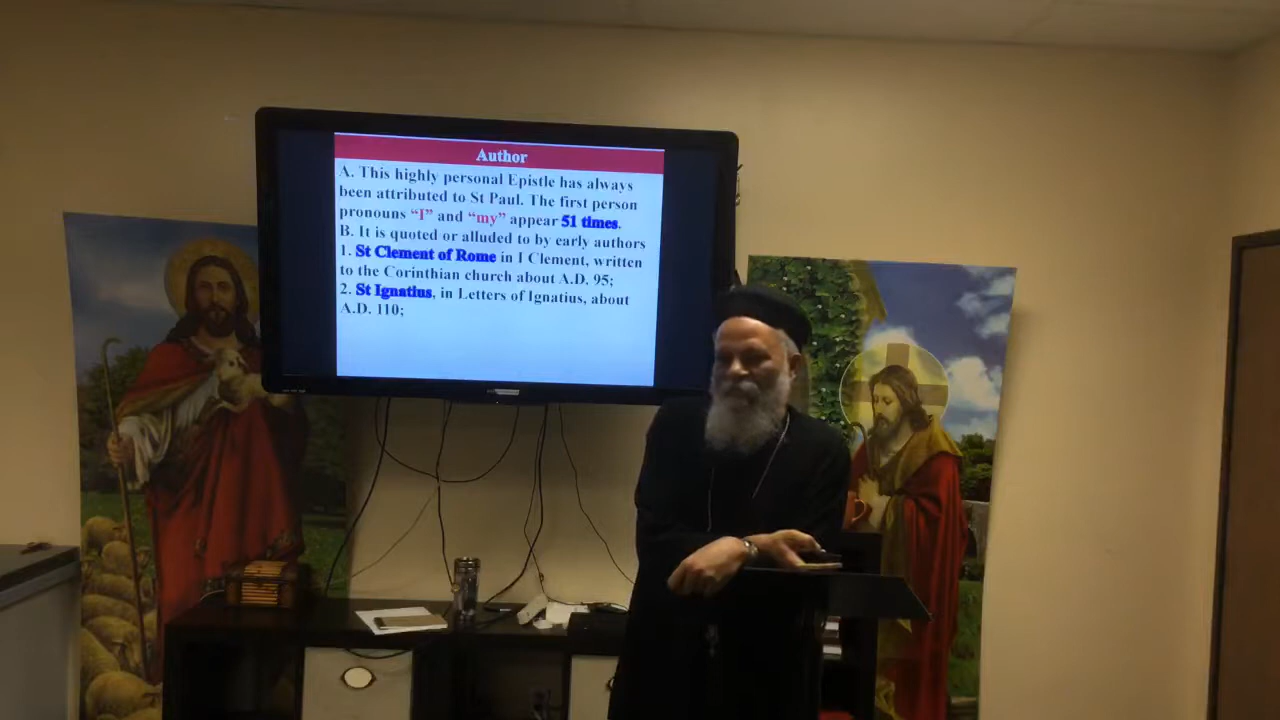 Author
A. This highly personal Epistle has always
been attributed to St Paul. The first person
pronouns “I” and “my” appear 51 times.
B. It is quoted or alluded to by early authors
1. St Clement of Rome in I Clement, written
to the Corinthian church about A.D. 95;
2. St Ignatius, in Letters of Ignatius, about
A.D. 110;